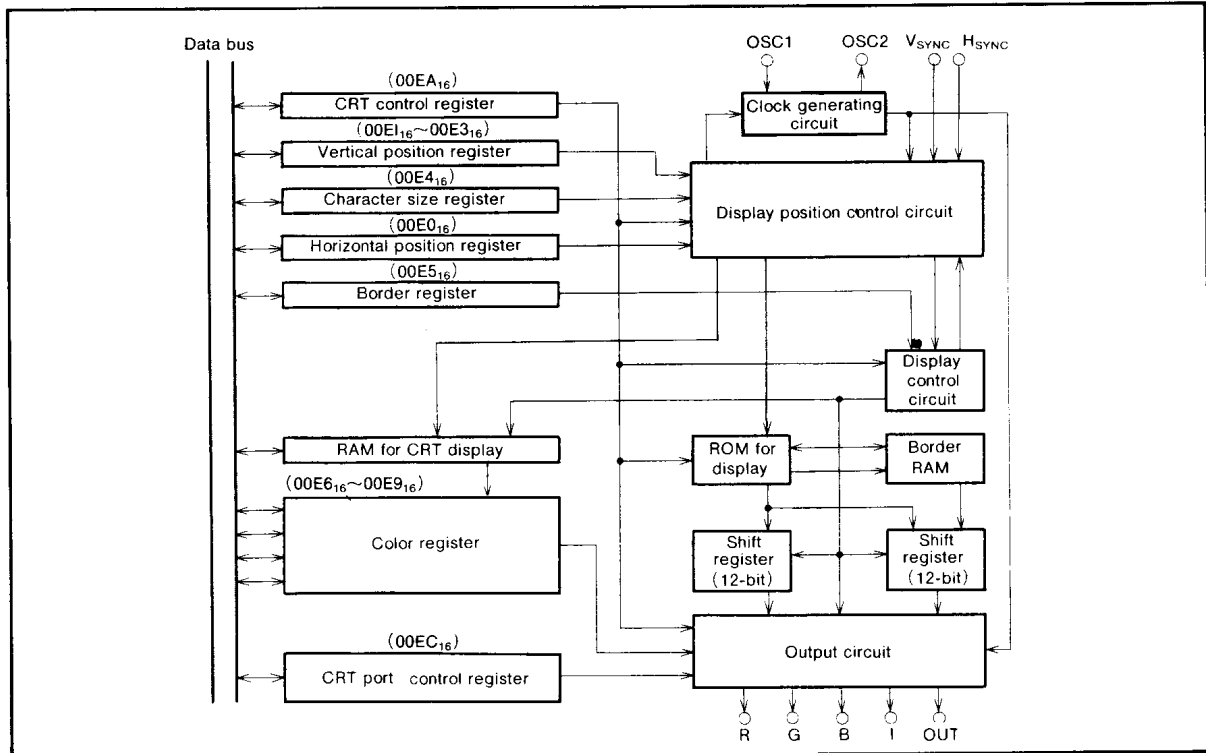 Data bus
OSC1 OSC2 V_SYNC H_SYNC
(00EA₁₆)
CRT control register
Clock generating
circuit
(00EI₁₆~00E3₁₆)
Vertical position register
(00E4₁₆)
Character size register
Display position control circuit
(00E0₁₆)
Horizontal position register
(00E5₁₆)
Border register
Display
control
circuit
RAM for CRT display
ROM for
display
Border
RAM
(00E6₁₆~00E9₁₆)
Color register
Shift
register
(12-bit)
Shift
register
(12-bit)
(00EC₁₆)
CRT port control register
Output circuit
R G B I OUT